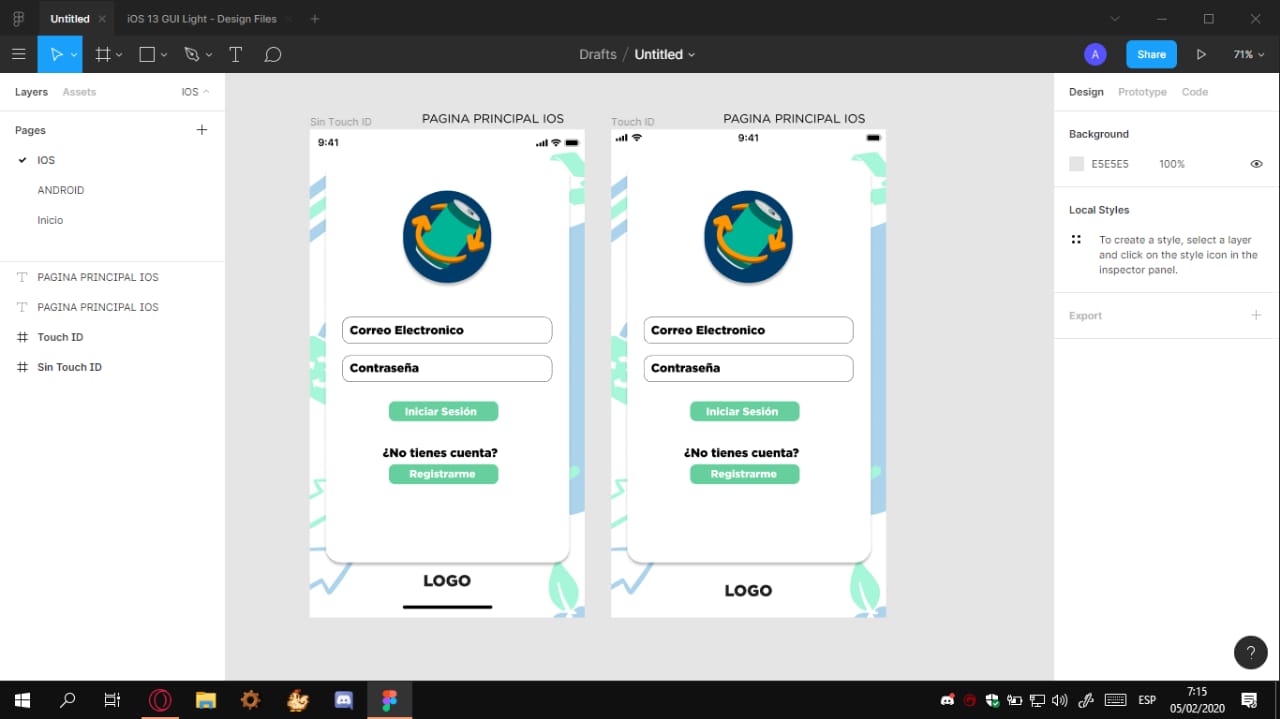 Untitled
iOS 13 GUI Light - Design Files
Drafts / Untitled
A
Share
71%
Layers
Assets
IOS
Pages
IOS
ANDROID
Inicio
PAGINA PRINCIPAL IOS
PAGINA PRINCIPAL IOS
Touch ID
Sin Touch ID
Sin Touch ID
PAGINA PRINCIPAL IOS
9:41
Correo Electronico
Contraseña
Iniciar Sesión
¿No tienes cuenta?
Registrarme
LOGO
Touch ID
PAGINA PRINCIPAL IOS
9:41
Correo Electronico
Contraseña
Iniciar Sesión
¿No tienes cuenta?
Registrarme
LOGO
Design
Prototype
Code
Background
E5E5E5
100%
Local Styles
To create a style, select a layer
and click on the style icon in the
inspector panel.
Export
?
ESP
7:15
05/02/2020